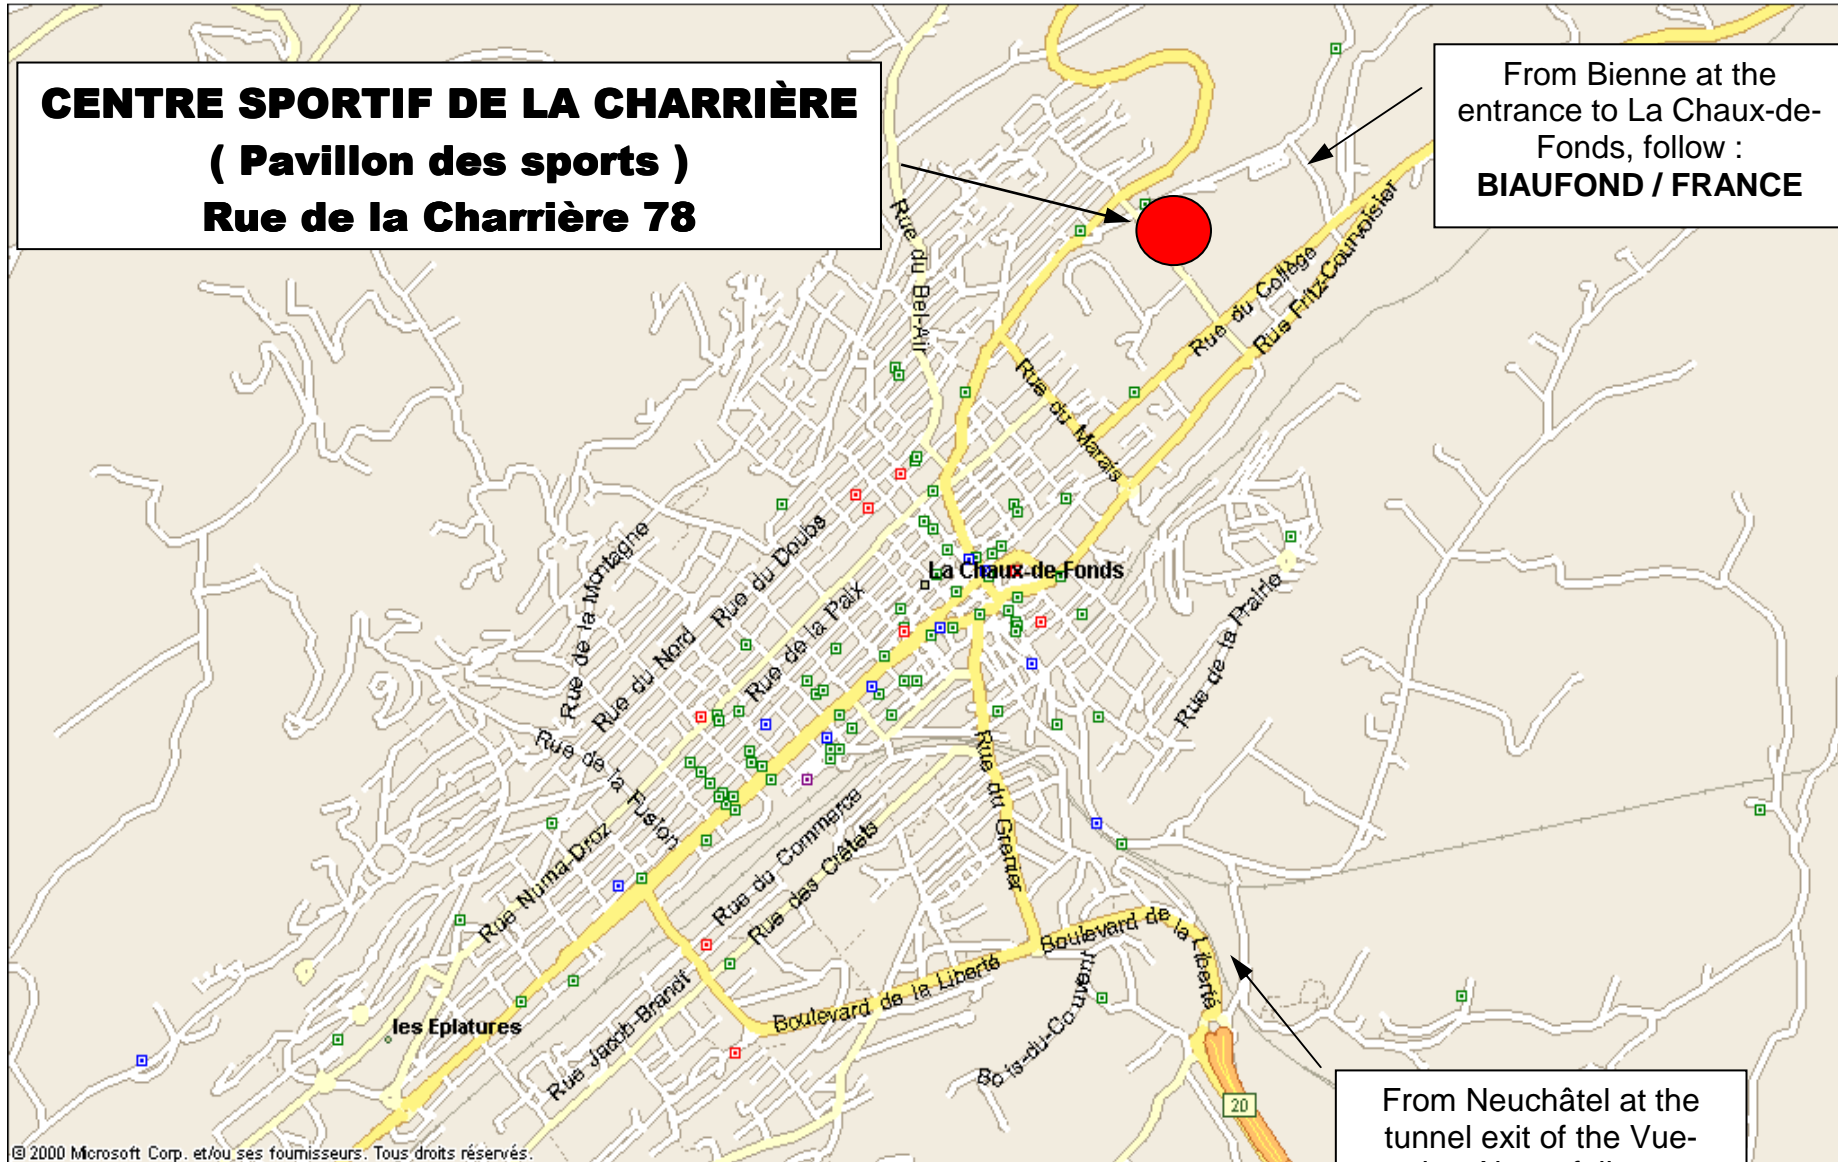 CENTRE SPORTIF DE LA CHARRIÈRE
( Pavillon des sports )
Rue de la Charrière 78
From Bienne at the
entrance to La Chaux-de-
Fonds, follow :
BIAUFOND / FRANCE
Rue du Bel-Air
Rue du Collège
Rue Fritz-Courvoisier
Rue du Marais
Rue de la Montagne
Rue du Nord
Rue du Doubs
Rue de la Paix
La Chaux-de-Fonds
Rue de la Prairie
Rue de la Fusion
Rue Numa-Droz
Rue du Commerce
Rue des Crêtets
Rue du Grenier
Boulevard de la Liberté
Boulevard de la Liberté
Bois-du-Couvent
Rue Jacob-Brandt
les Eplatures
20
From Neuchâtel at the
tunnel exit of the Vue-
© 2000 Microsoft Corp. et/ou ses fournisseurs. Tous droits réservés.